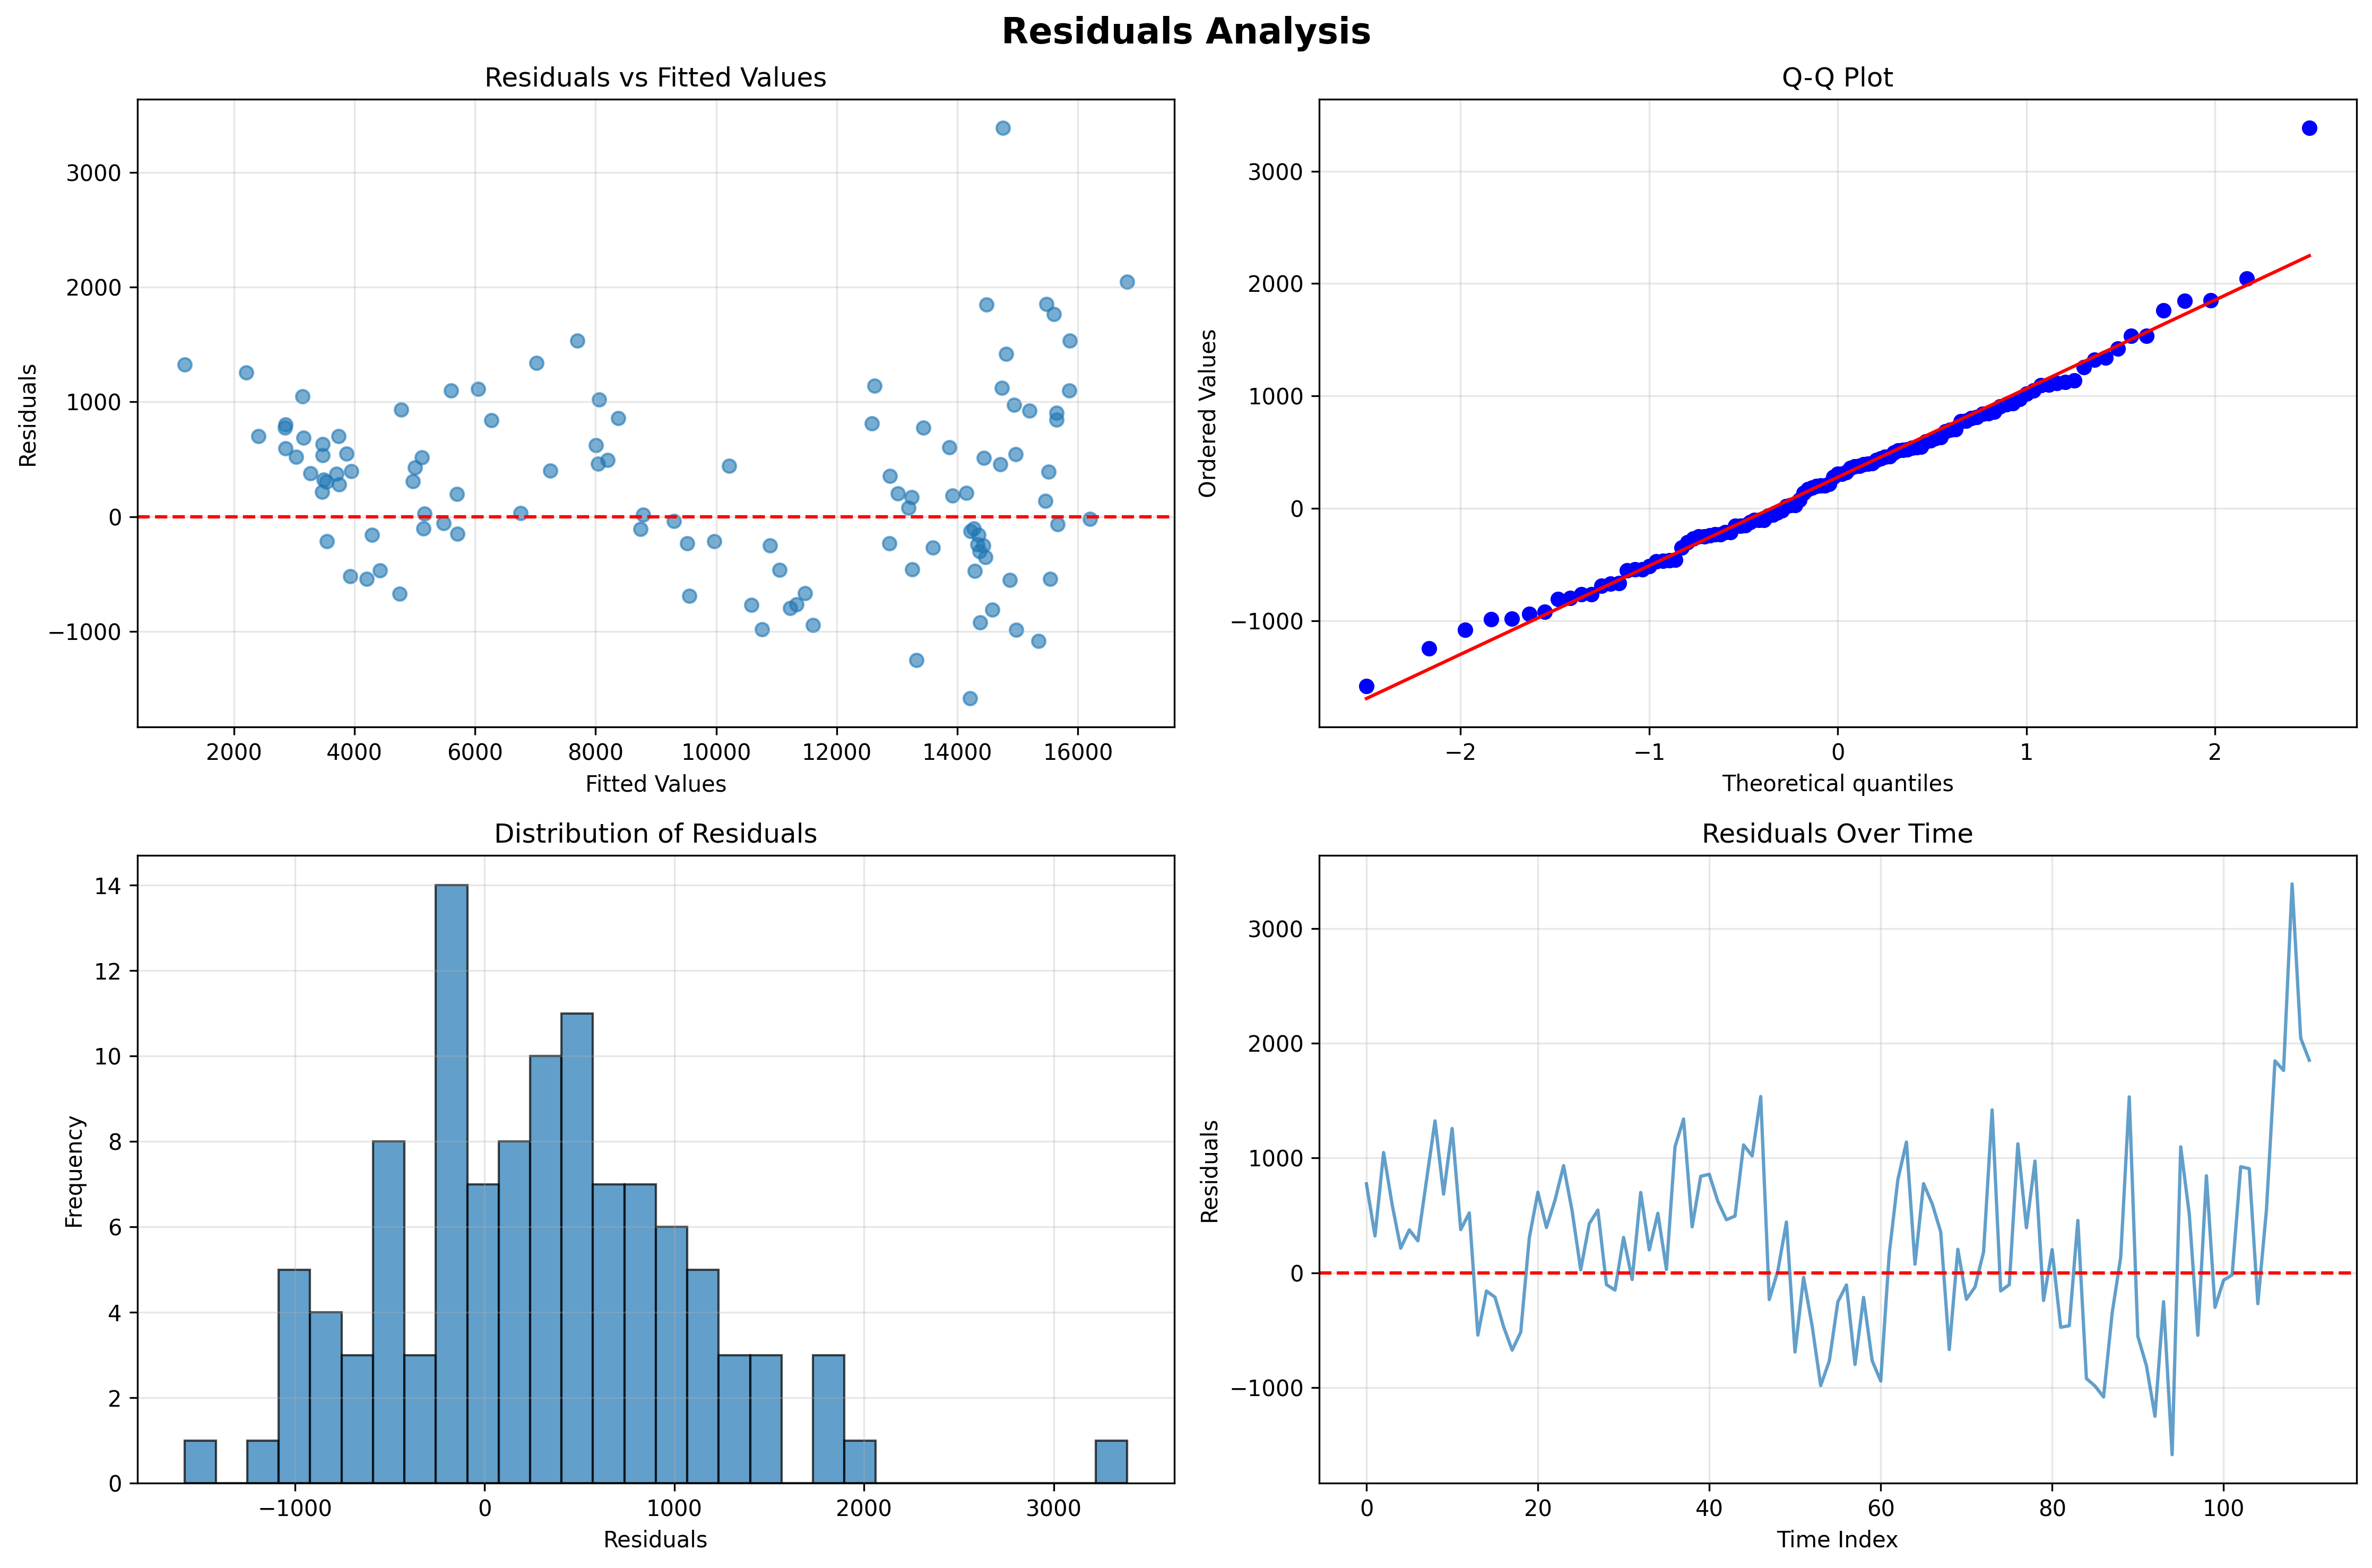 Residuals Analysis
Residuals vs Fitted Values
Residuals
3000
2000
1000
0
−1000
2000 4000 6000 8000 10000 12000 14000 16000
Fitted Values
Q-Q Plot
Ordered Values
3000
2000
1000
0
−1000
−2 −1 0 1 2
Theoretical quantiles
Distribution of Residuals
Frequency
14
12
10
8
6
4
2
0
−1000 0 1000 2000 3000
Residuals
Residuals Over Time
Residuals
3000
2000
1000
0
−1000
0 20 40 60 80 100
Time Index